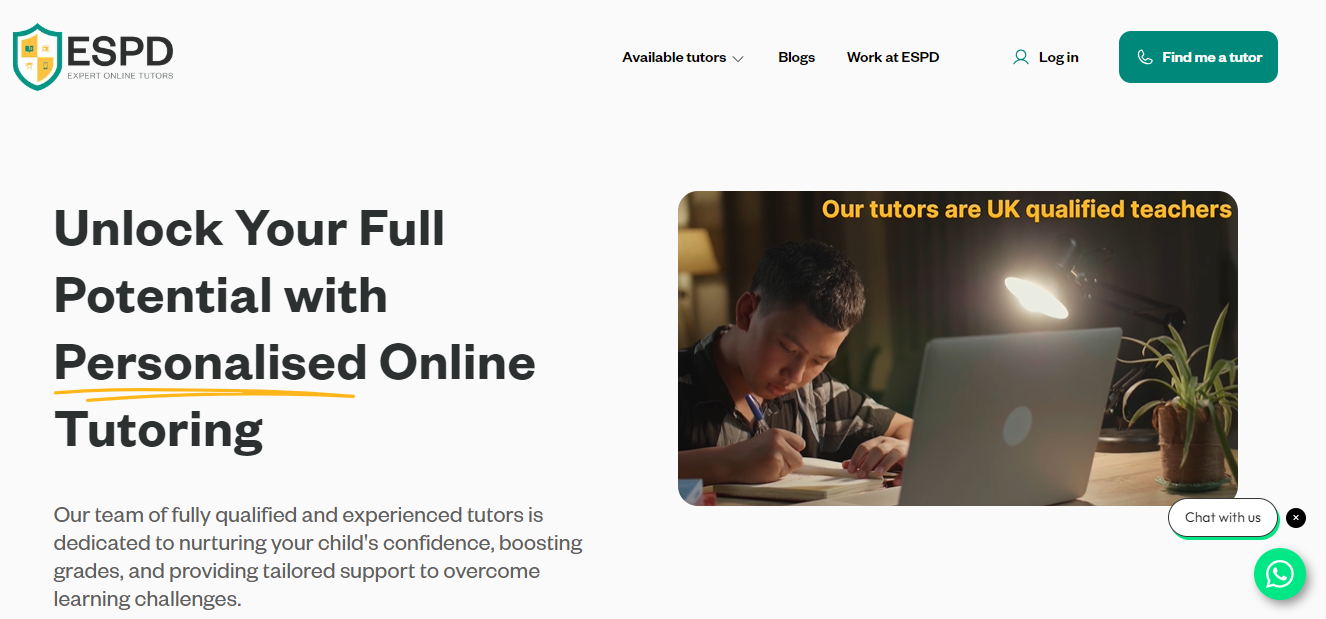 ESPD
EXPERT ONLINE TUTORS
Available tutors
Blogs
Work at ESPD
Log in
Find me a tutor
Unlock Your Full
Potential with
Personalised Online
Tutoring
Our team of fully qualified and experienced tutors is
dedicated to nurturing your child's confidence, boosting
grades, and providing tailored support to overcome
learning challenges.
Our tutors are UK qualified teachers
Chat with us